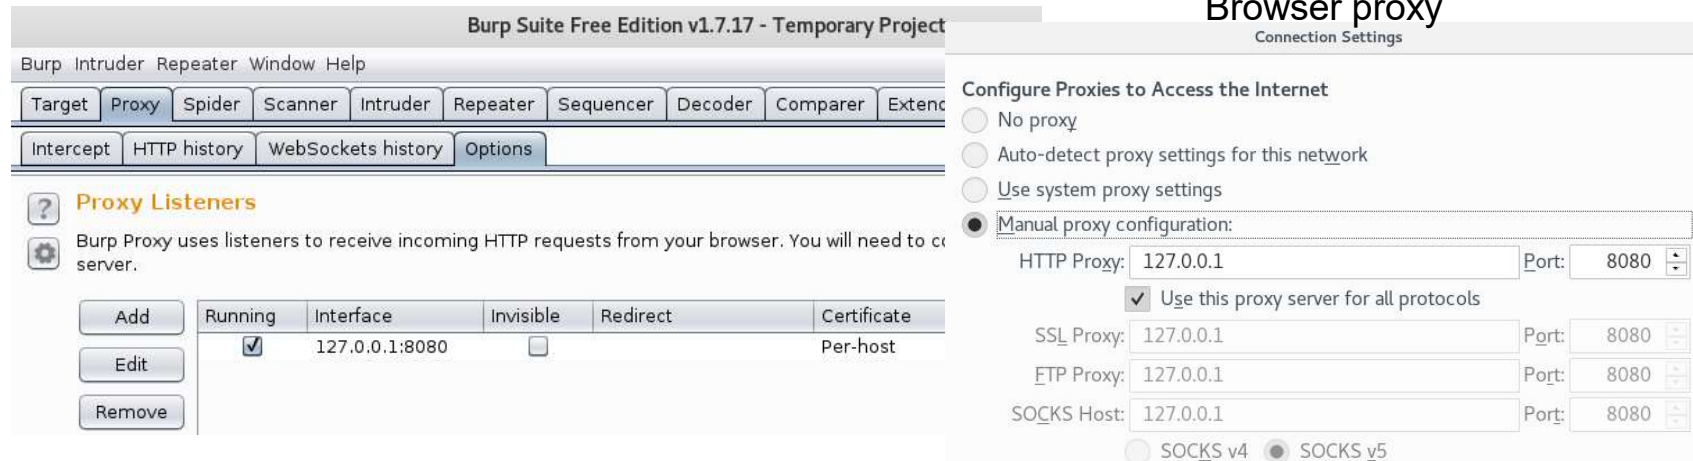 Browser proxy
Burp Suite Free Edition v1.7.17 - Temporary Project
Burp Intruder Repeater Window Help
Target Proxy Spider Scanner Intruder Repeater Sequencer Decoder Comparer Extend
Intercept HTTP history WebSockets history Options
? Proxy Listeners
Burp Proxy uses listeners to receive incoming HTTP requests from your browser. You will need to co
server.
Add Running Interface Invisible Redirect Certificate
127.0.0.1:8080 Per-host
Edit
Remove
Connection Settings
Configure Proxies to Access the Internet
No proxy
Auto-detect proxy settings for this network
Use system proxy settings
Manual proxy configuration:
HTTP Proxy: 127.0.0.1 Port: 8080
Use this proxy server for all protocols
SSL Proxy: 127.0.0.1 Port: 8080
FTP Proxy: 127.0.0.1 Port: 8080
SOCKS Host: 127.0.0.1 Port: 8080
SOCKS v4 SOCKS v5